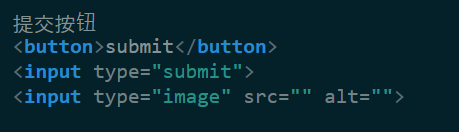 提交按钮
<button>submit</button>
<input type="submit">
<input type="image" src="" alt="">